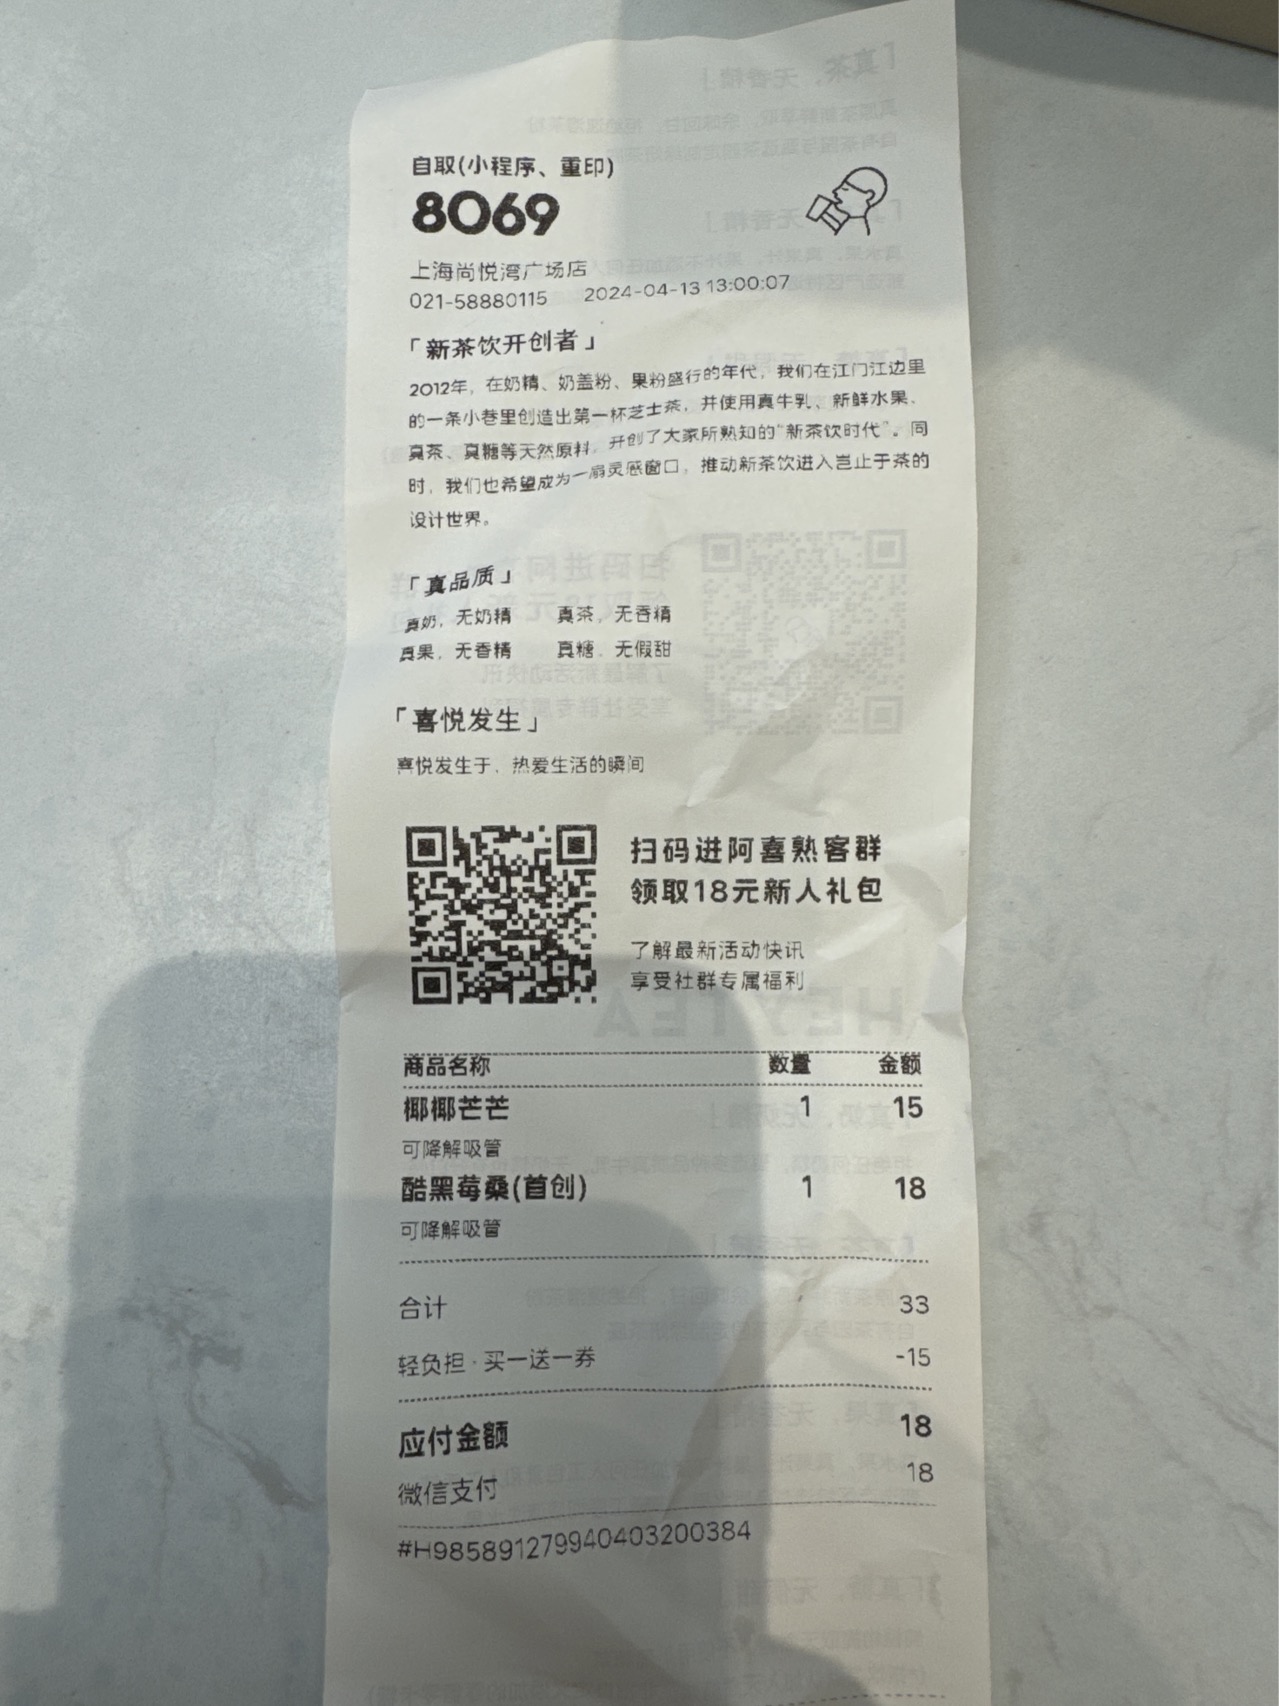 自取(小程序、重印)
8069
上海尚悦湾广场店
021-58880115 2024-04-13 13:00:07
「新茶饮开创者」
2012年，在奶精、奶盖粉、果粉盛行的年代，我们在江门江边里
的一条小巷里创造出第一杯芝士茶，并使用真牛乳、新鲜水果、
真茶、真糖等天然原料，开创了大家所熟知的“新茶饮时代”。同
时，我们也希望成为一扇灵感窗口，推动新茶饮进入岂止于茶的
设计世界。
「真品质」
真奶，无奶精 真茶，无香精
真果，无香精 真糖，无假甜
「喜悦发生」
喜悦发生于，热爱生活的瞬间
扫码进阿喜熟客群
领取18元新人礼包
了解最新活动快讯
享受社群专属福利
商品名称 数量 金额
椰椰芒芒 1 15
可降解吸管
酷黑莓桑(首创) 1 18
可降解吸管
合计 33
轻负担·买一送一券 -15
应付金额 18
微信支付 18
#H9858912799404032003​84